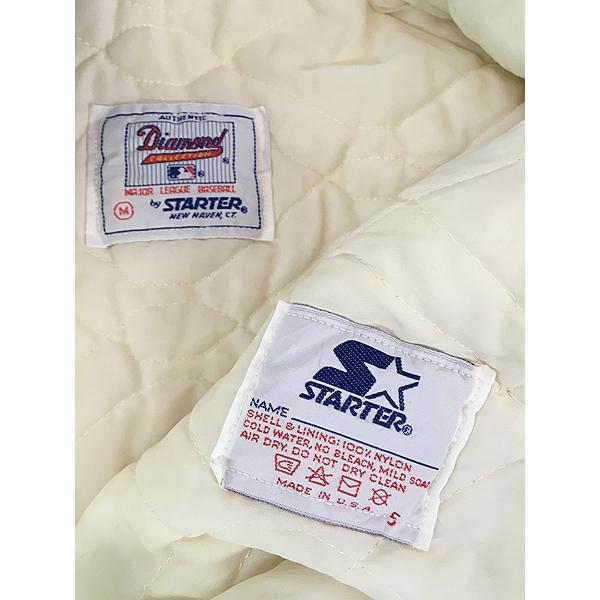 AUTHENTIC
Diamond
COLLECTION ®
MAJOR LEAGUE BASEBALL
M by STARTER®
NEW HAVEN, CT.
STARTER®
NAME
SHELL & LINING: 100% NYLON
COLD WATER, NO BLEACH, MILD SOAP
AIR DRY. DO NOT DRY CLEAN
MADE IN U.S.A. 5